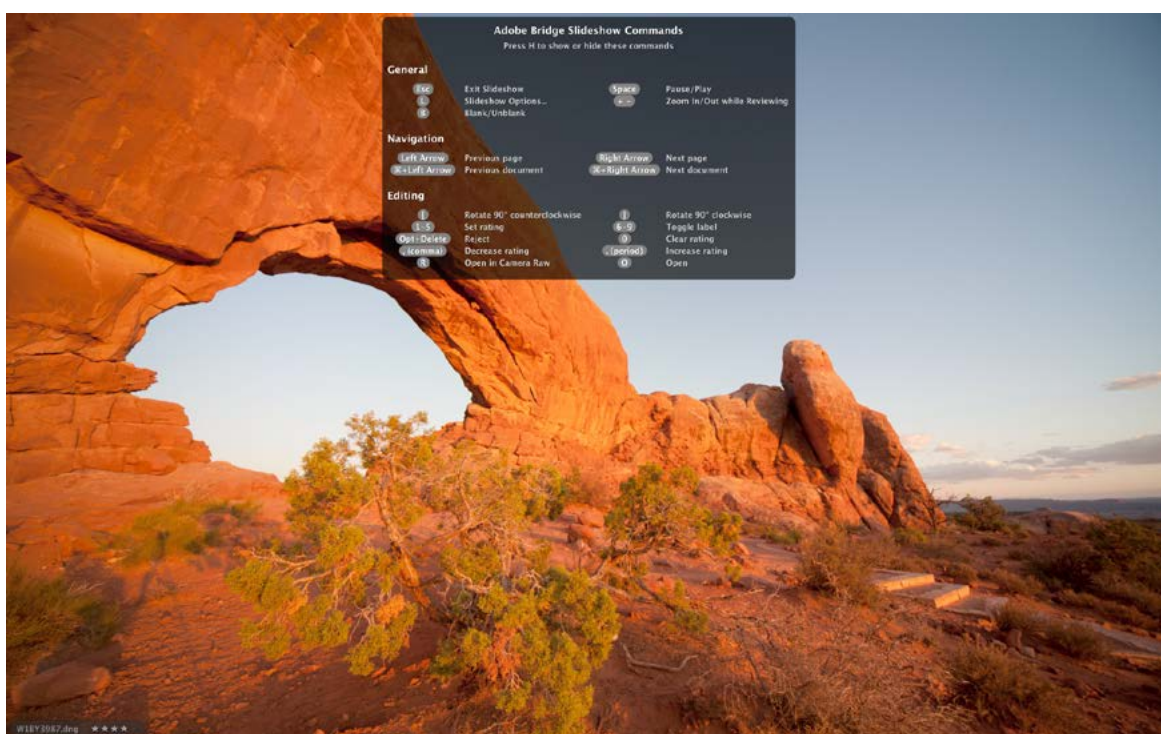 Adobe Bridge Slideshow Commands
Press H to show or hide these commands
General
Esc Exit Slideshow Space Pause/Play
L Slideshow Options... + - Zoom In/Out while Reviewing
B Blank/Unblank
Navigation
Left Arrow Previous page Right Arrow Next page
⌘+Left Arrow Previous document ⌘+Right Arrow Next document
Editing
[ Rotate 90° counterclockwise ] Rotate 90° clockwise
1-5 Set rating 6-9 Toggle label
Opt+Delete Reject 0 Clear rating
, (comma) Decrease rating . (period) Increase rating
R Open in Camera Raw O Open
W1BY3987.dng ★★★★